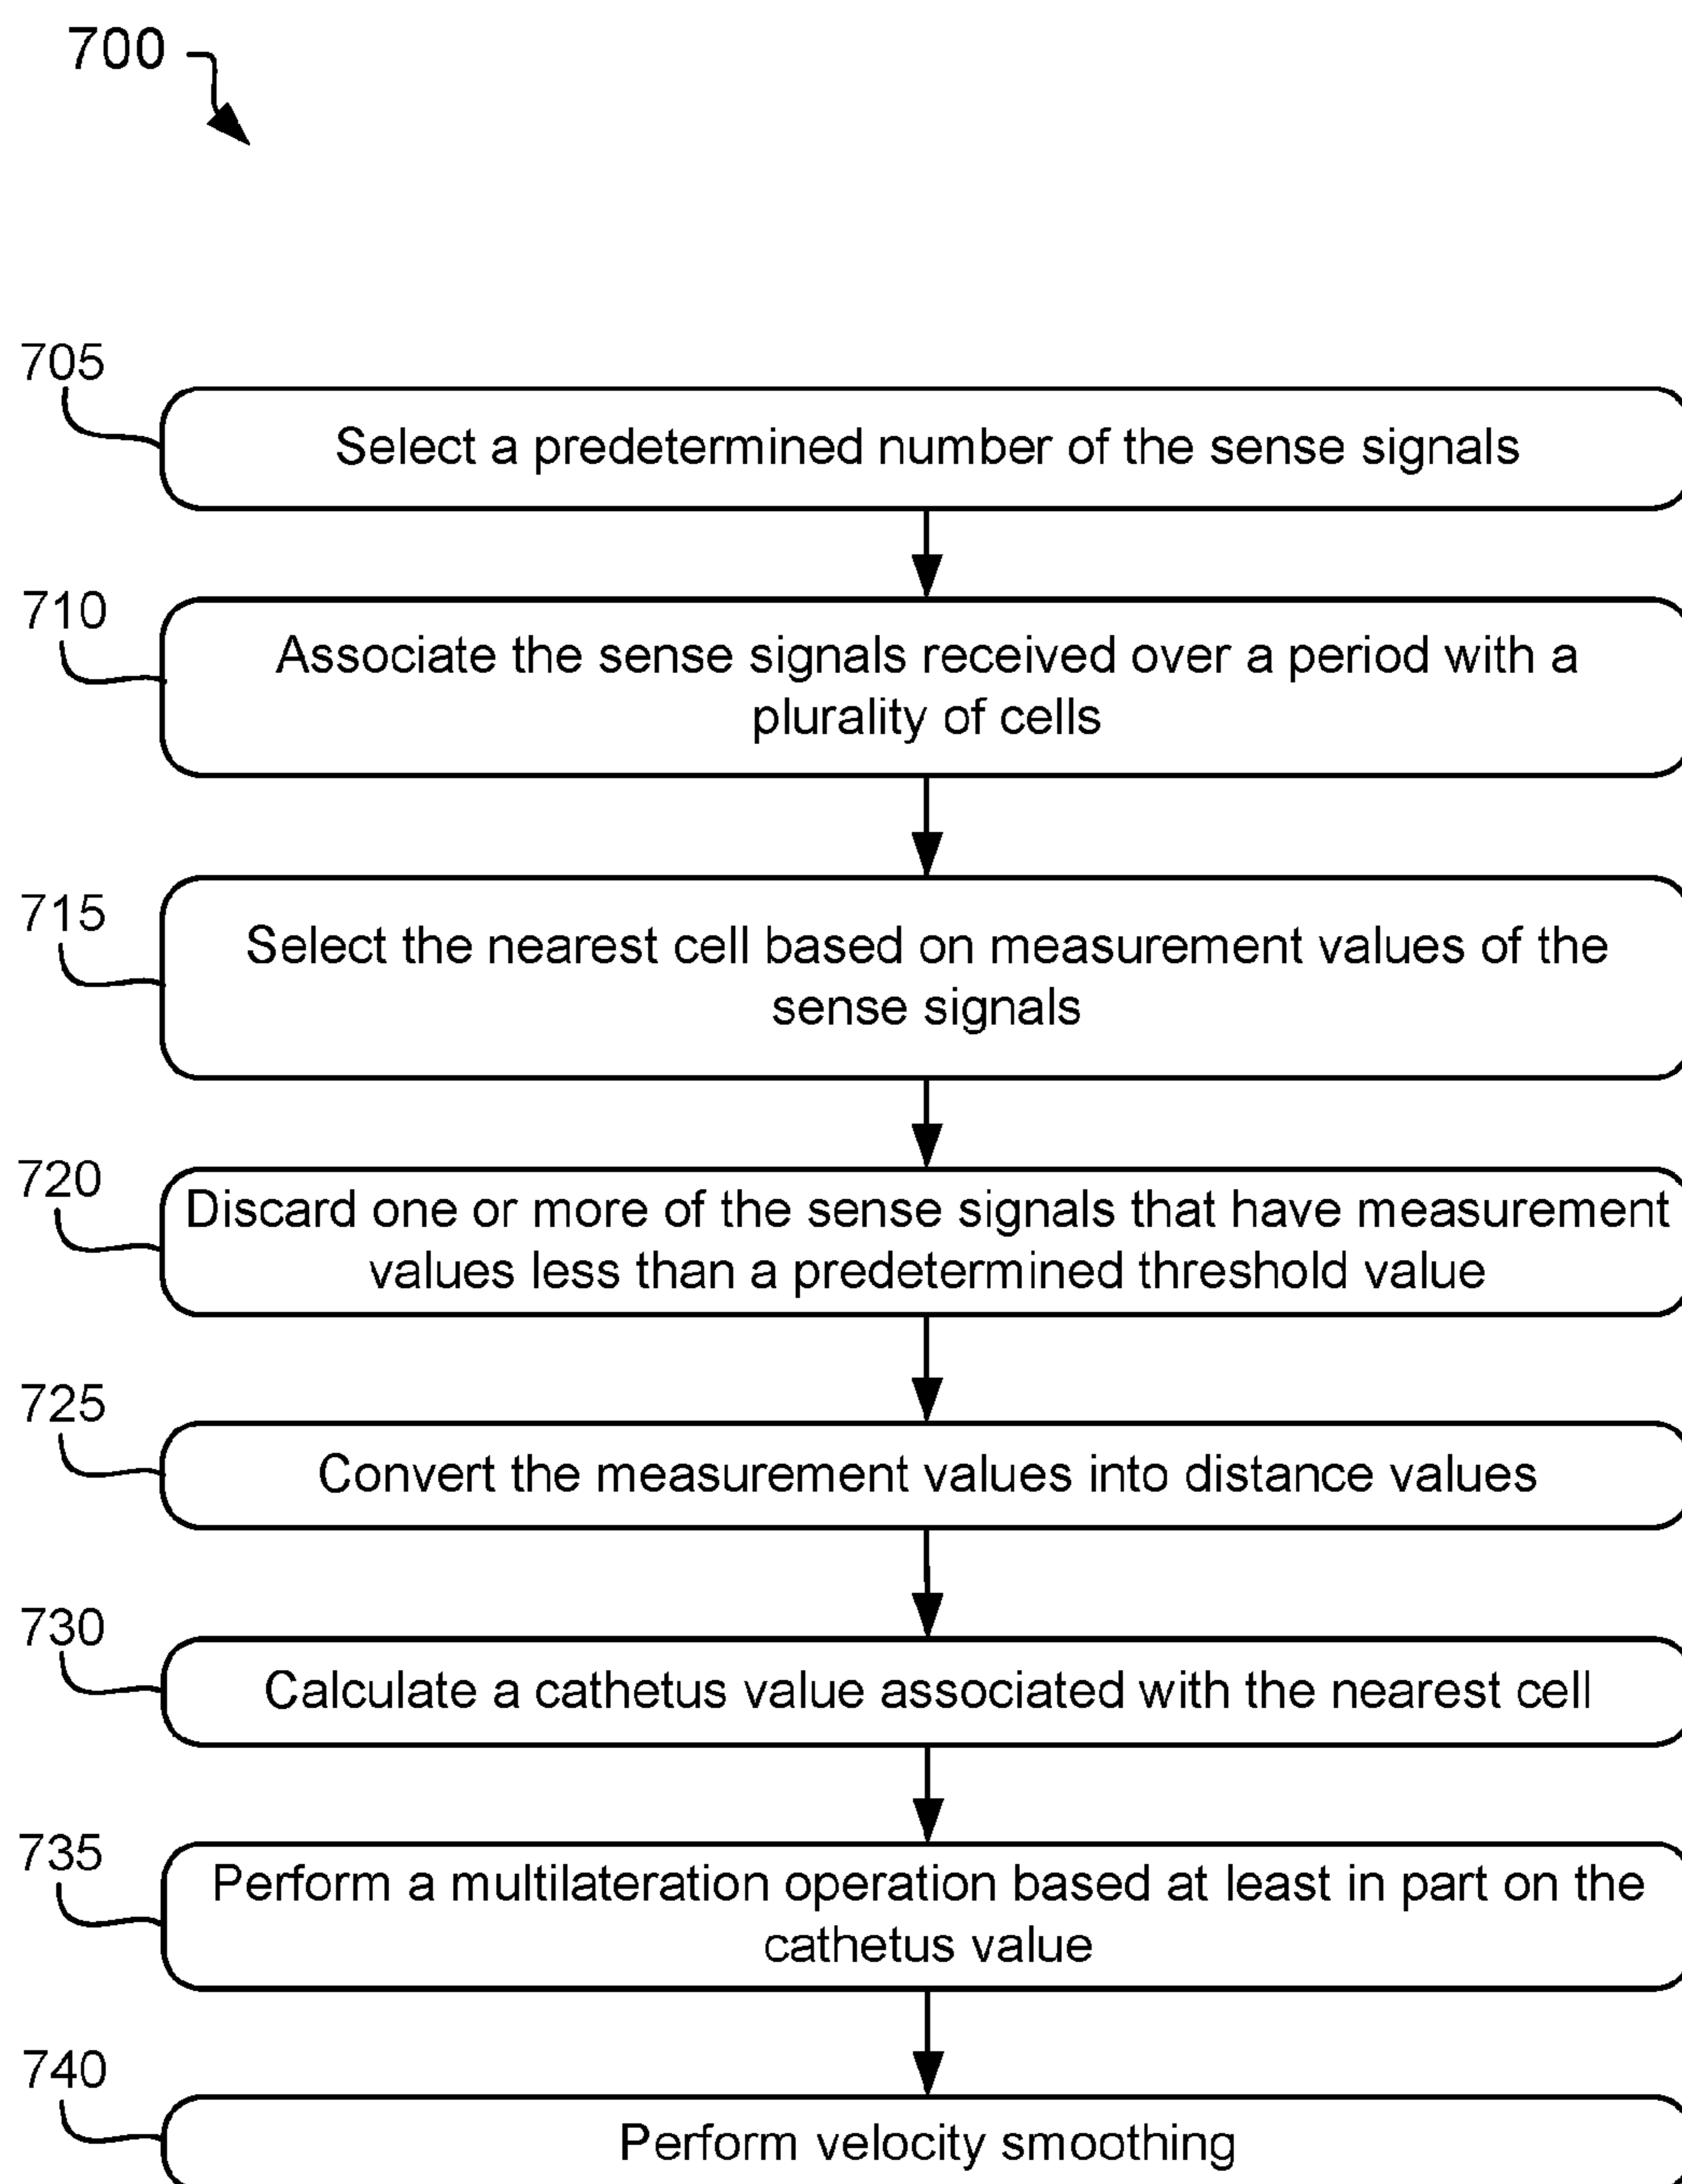 700
705
Select a predetermined number of the sense signals
710
Associate the sense signals received over a period with a
plurality of cells
715
Select the nearest cell based on measurement values of the
sense signals
720
Discard one or more of the sense signals that have measurement
values less than a predetermined threshold value
725
Convert the measurement values into distance values
730
Calculate a cathetus value associated with the nearest cell
735
Perform a multilateration operation based at least in part on the
cathetus value
740
Perform velocity smoothing